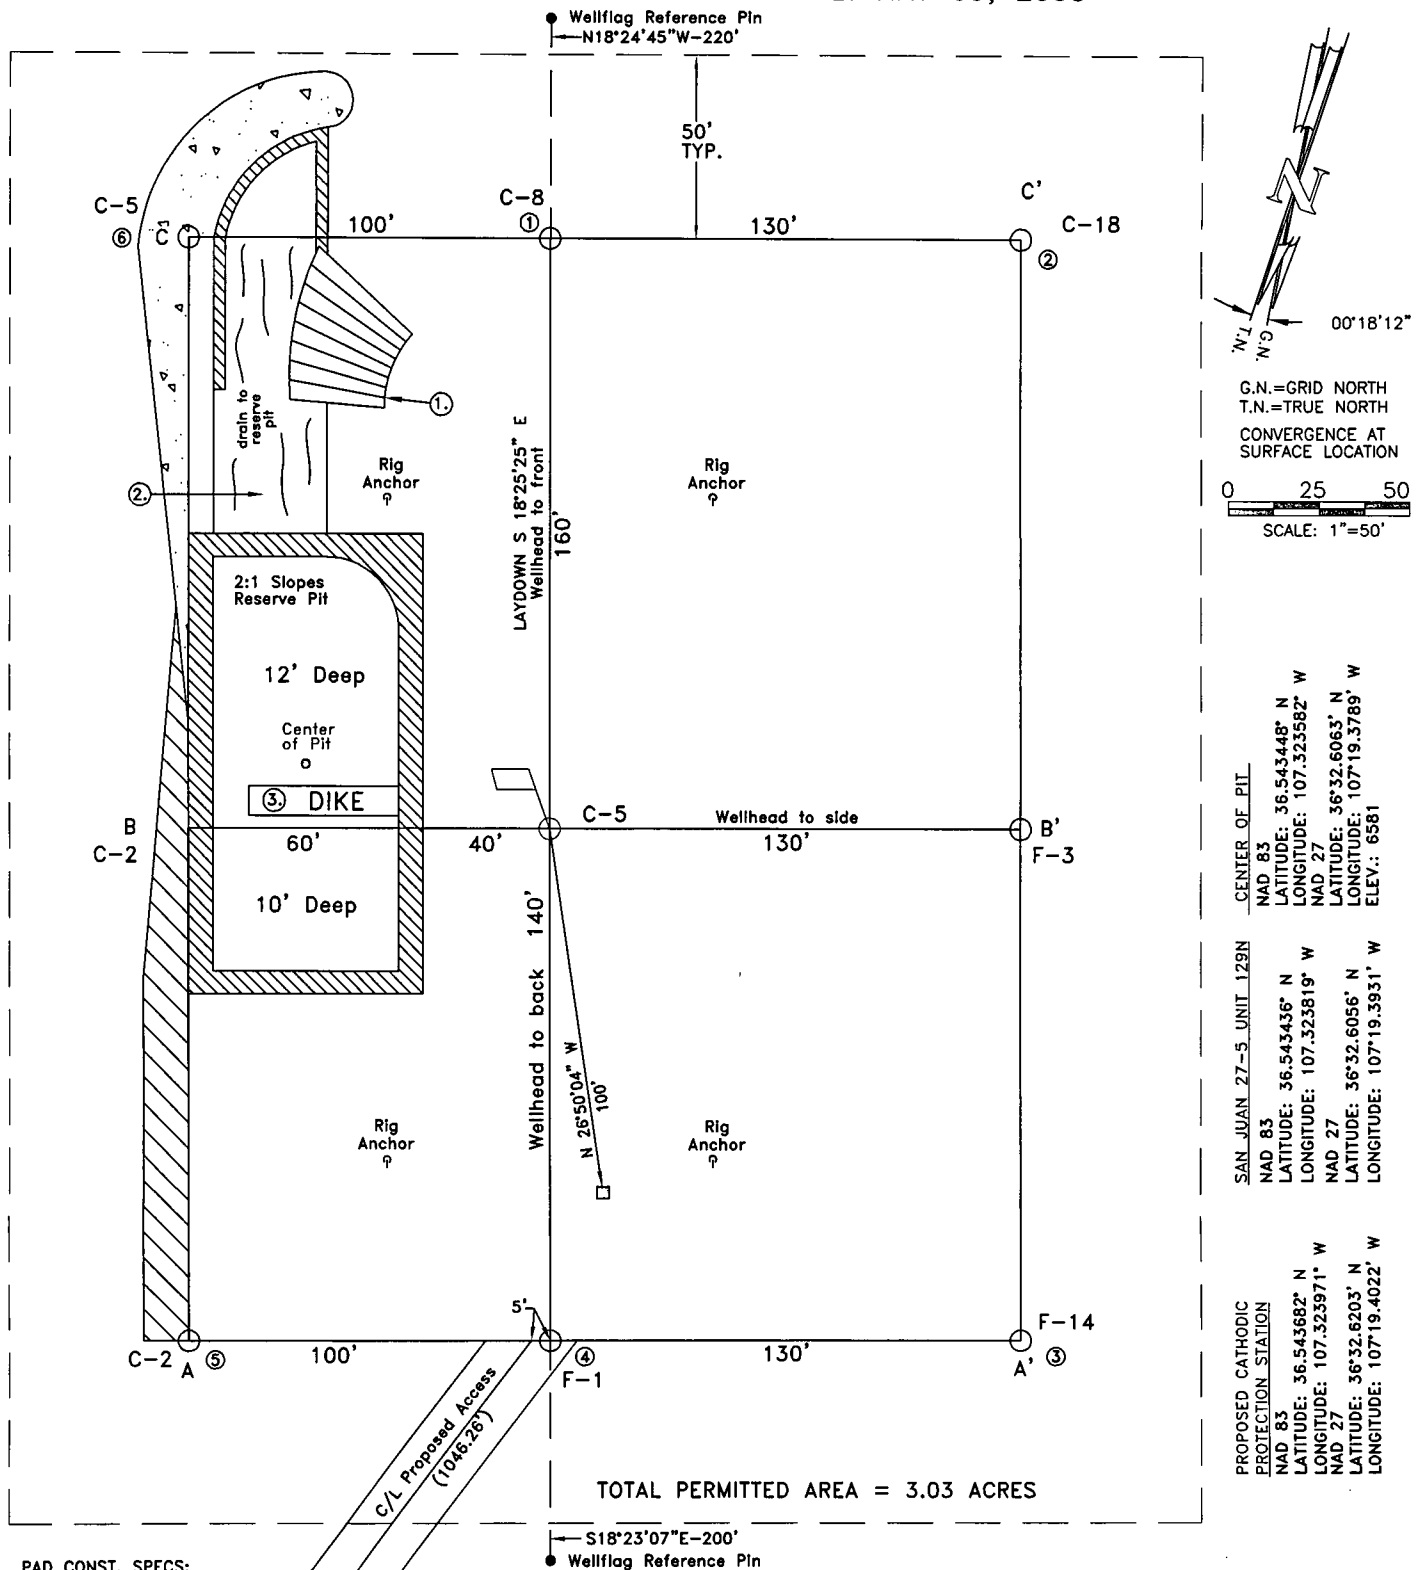 Wellflag Reference Pin
N18°24'45"W-220'
50'
TYP.
C-5
⑥
C
C-8
①
100'
130'
C'
C-18
②
T.N.
G.N.
00°18'12"
G.N.=GRID NORTH
T.N.=TRUE NORTH
CONVERGENCE AT
SURFACE LOCATION
0 25 50
SCALE: 1"=50'
drain to
reserve
pit
1.
2.
Rig
Anchor
Rig
Anchor
LAYDOWN S 18°25'25" E
Wellhead to front
160'
2:1 Slopes
Reserve Pit
12' Deep
Center
of Pit
3. DIKE
B
C-2
60'
40'
C-5
Wellhead to side
130'
B'
F-3
10' Deep
Wellhead to back 140'
N 26°50'04" W
100'
Rig
Anchor
Rig
Anchor
5'
C-2
A
⑤
100'
④
F-1
130'
F-14
A'
③
C/L Proposed Access
(1046.26')
TOTAL PERMITTED AREA = 3.03 ACRES
S18°23'07"E-200'
Wellflag Reference Pin
PAD CONST. SPECS:
CENTER OF PIT
NAD 83
LATITUDE: 36.543448° N
LONGITUDE: 107.323582° W
NAD 27
LATITUDE: 36°32.6063' N
LONGITUDE: 107°19.3789' W
ELEV.: 6581
SAN JUAN 27-5 UNIT 129N
NAD 83
LATITUDE: 36.543436° N
LONGITUDE: 107.323819° W
NAD 27
LATITUDE: 36°32.6056' N
LONGITUDE: 107°19.3931' W
PROPOSED CATHODIC
PROTECTION STATION
NAD 83
LATITUDE: 36.543682° N
LONGITUDE: 107.323971° W
NAD 27
LATITUDE: 36°32.6203' N
LONGITUDE: 107°19.4022' W